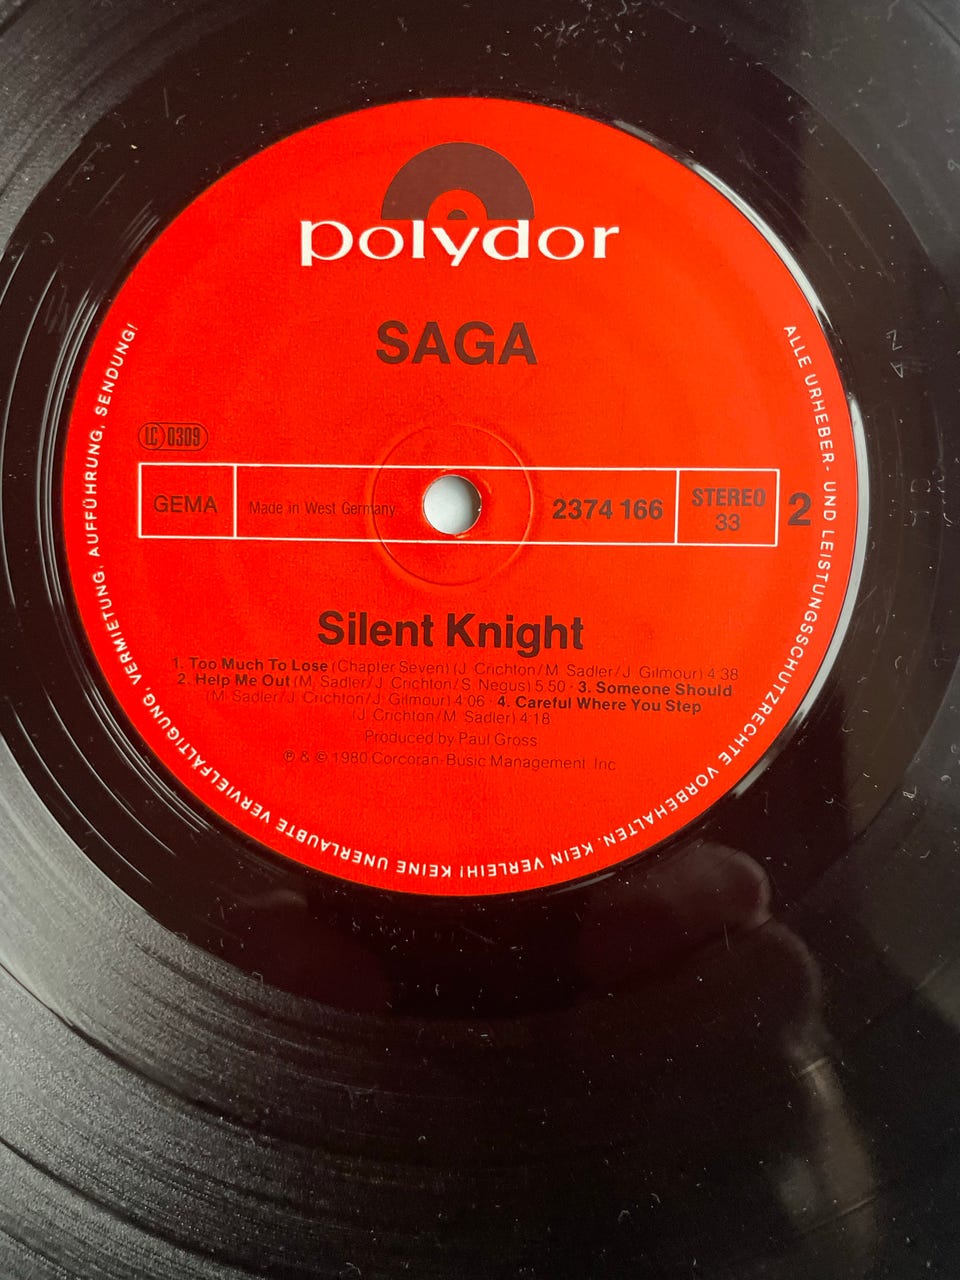 polydor
SAGA
LC 0309
GEMA
Made in West Germany
2374 166
STEREO
33
2
Silent Knight
1. Too Much To Lose (Chapter Seven) (J. Crichton/M. Sadler/J. Gilmour) 4:38
2. Help Me Out (M. Sadler/J. Crichton/S. Negus) 5:50 · 3. Someone Should
(M. Sadler/J. Crichton/J. Gilmour) 4:06 · 4. Careful Where You Step
(J. Crichton/M. Sadler) 4:18
Produced by Paul Gross
℗ & © 1980 Corcoran-Busic Management, Inc
ALLE URHEBER- UND LEISTUNGSSCHUTZRECHTE VORBEHALTEN. KEIN VERLEIH! KEINE UNERLAUBTE VERVIELFÄLTIGUNG, VERMIETUNG, AUFFÜHRUNG, SENDUNG!